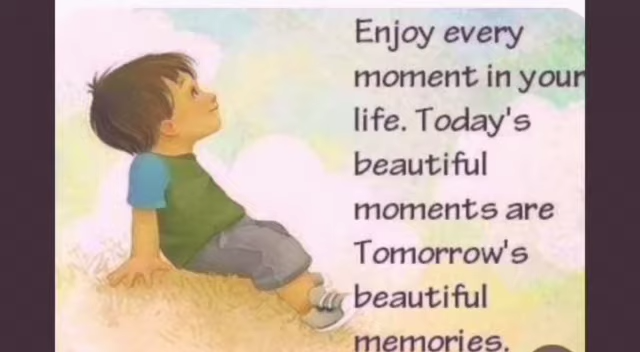 Enjoy every
moment in your
life. Today's
beautiful
moments are
Tomorrow's
beautiful
memories.